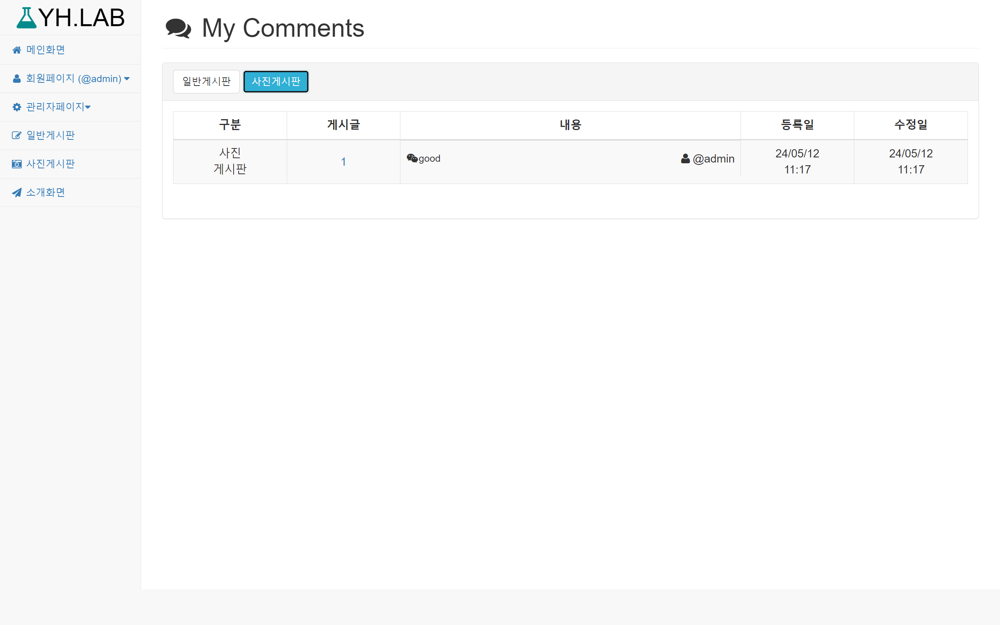 YH.LAB
메인화면
회원페이지 (@admin)
관리자페이지
일반게시판
사진게시판
소개화면
My Comments
일반게시판 사진게시판
구분 게시글 내용 등록일 수정일
사진
게시판
1
good
@admin
24/05/12
11:17
24/05/12
11:17